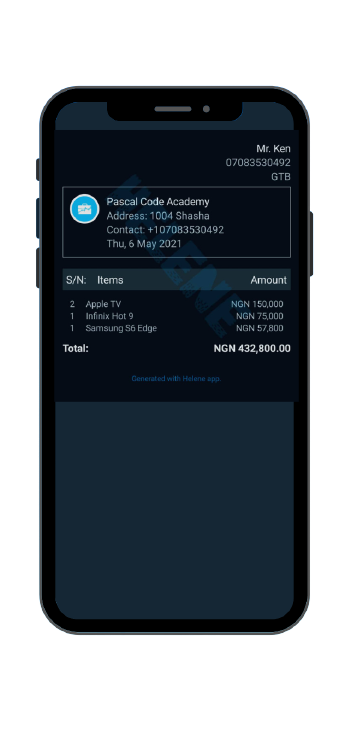 Mr. Ken
07083530492
GTB
Pascal Code Academy
Address: 1004 Shasha
Contact: +107083530492
Thu, 6 May 2021
S/N: Items Amount
2 Apple TV NGN 150,000
1 Infinix Hot 9 NGN 75,000
1 Samsung S6 Edge NGN 57,800
Total: NGN 432,800.00
Generated with Helene app.
HELENE